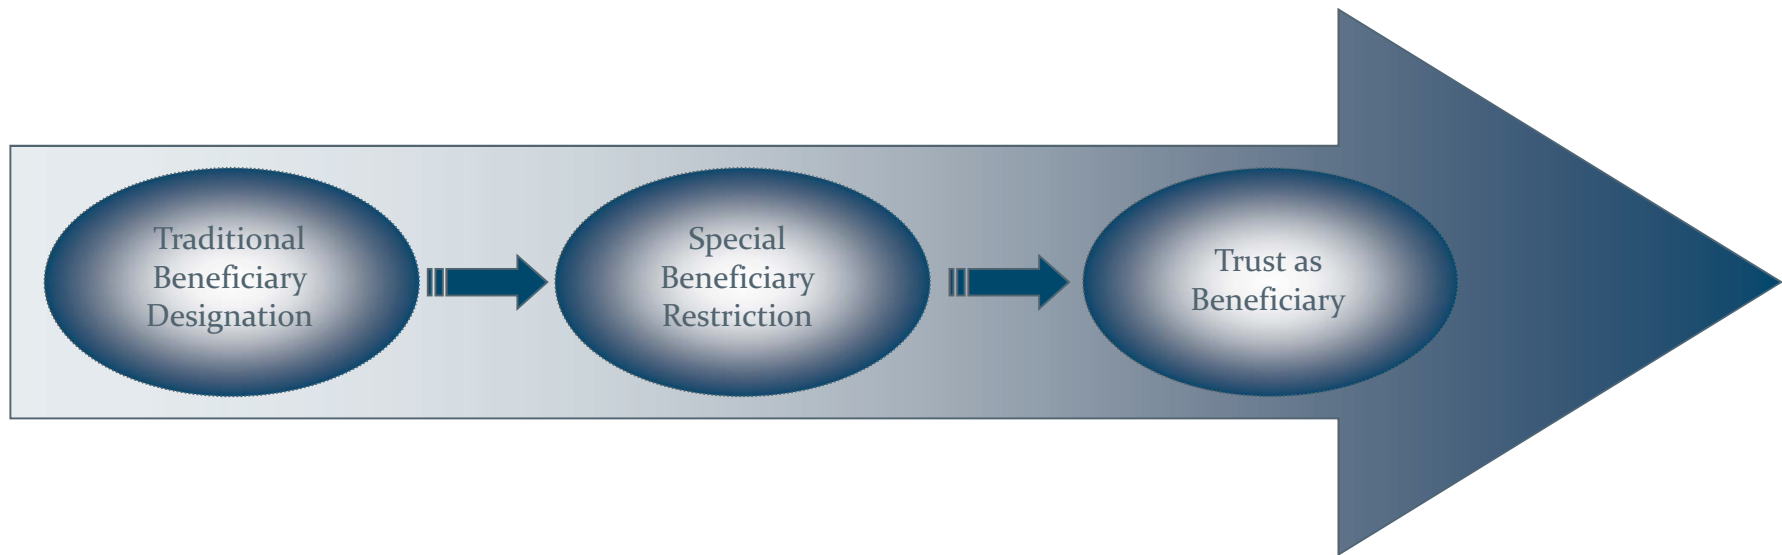 Traditional
Beneficiary
Designation
Special
Beneficiary
Restriction
Trust as
Beneficiary